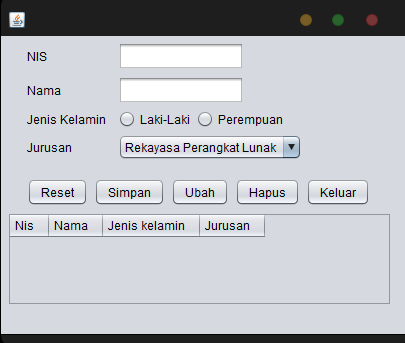 NIS
Nama
Jenis Kelamin Laki-Laki Perempuan
Jurusan Rekayasa Perangkat Lunak
Reset Simpan Ubah Hapus Keluar
Nis Nama Jenis kelamin Jurusan